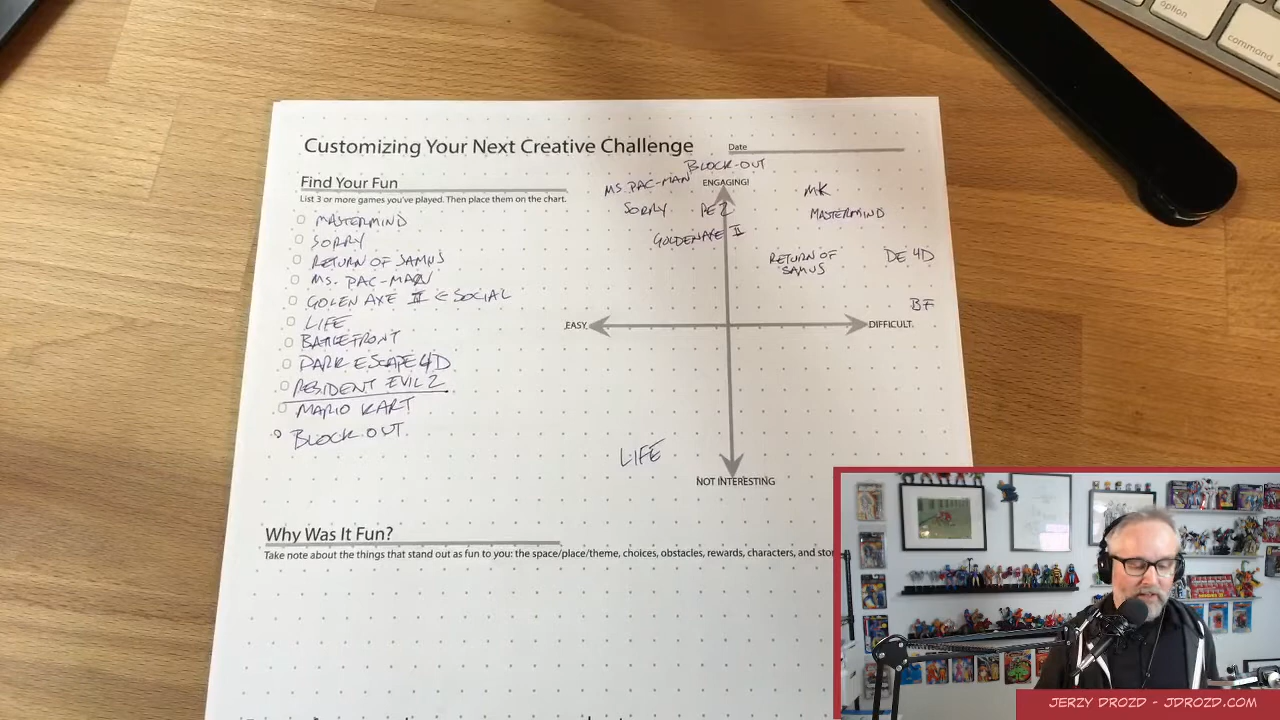 option
command
Customizing Your Next Creative Challenge
Date
Find Your Fun
List 3 or more games you've played. Then place them on the chart.
MASTERMIND
SORRY
RETURN OF SAMUS
MS. PAC-MAN
GOLEN AXE II ← SOCIAL
LIFE
BATTLEFRONT
DARK ESCAPE 4D
RESIDENT EVIL 2
MARIO KART
BLOCK OUT
BLOCK-OUT
MS. PAC-MAN
ENGAGING!
MK
SORRY
RE2
MASTERMIND
GOLDENAXE II
RETURN OF
SAMUS
DE 4D
BF
EASY
DIFFICULT
LIFE
NOT INTERESTING
Why Was It Fun?
Take note about the things that stand out as fun to you: the space/place/theme, choices, obstacles, rewards, characters, and stor
JERZY DROZD - JDROZD.COM